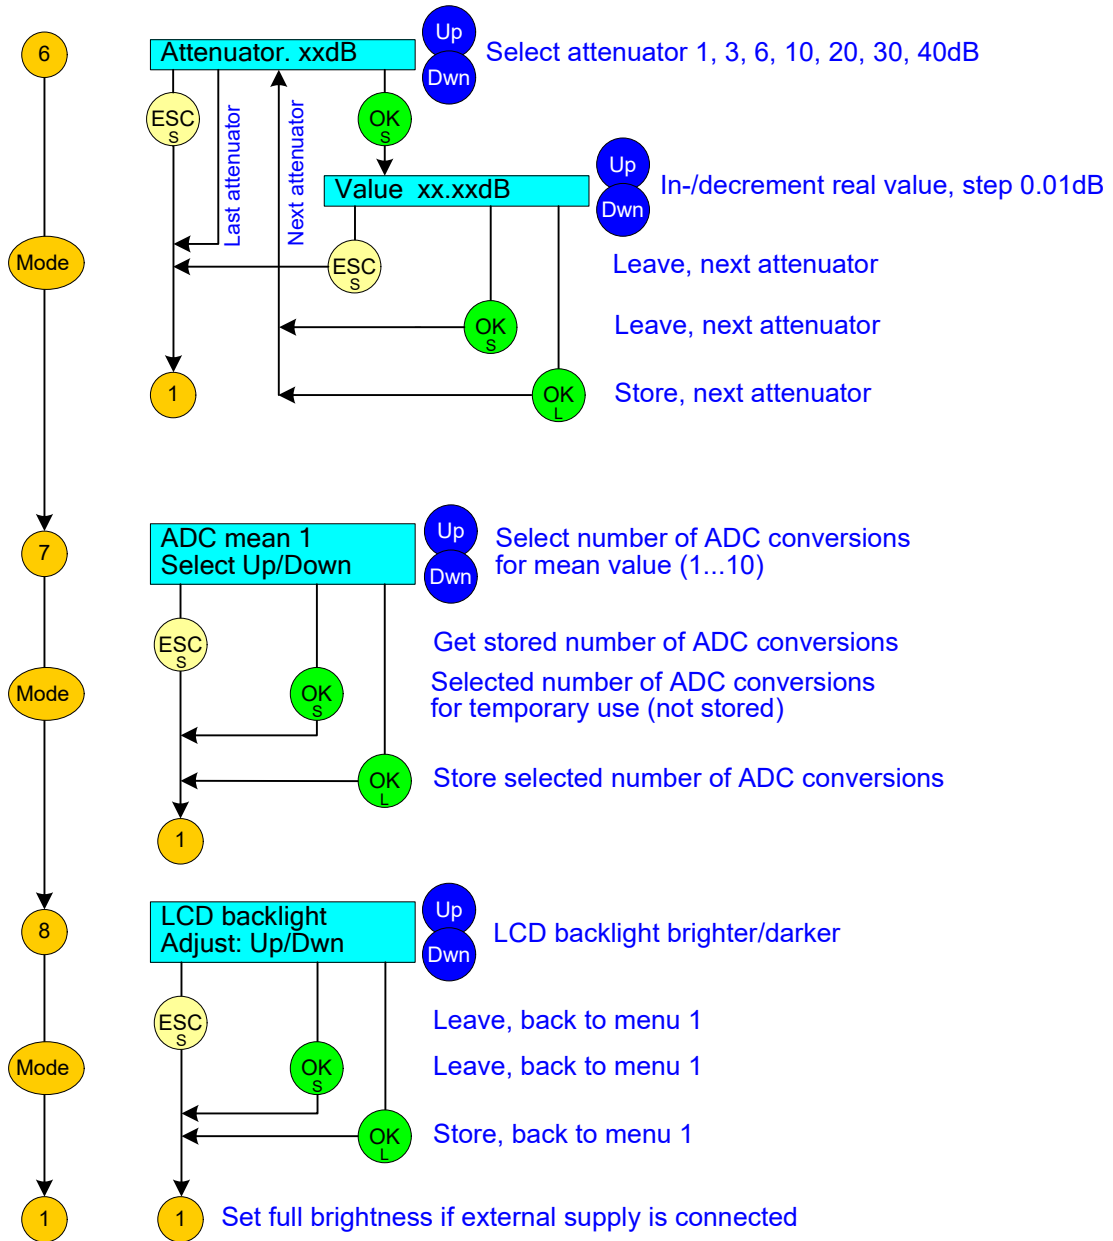 6
Attenuator. xxdB
Up
Dwn
Select attenuator 1, 3, 6, 10, 20, 30, 40dB
ESC
S
Last attenuator
Next attenuator
OK
S
Value xx.xxdB
Up
Dwn
In-/decrement real value, step 0.01dB
Mode
ESC
S
Leave, next attenuator
OK
S
Leave, next attenuator
1
OK
L
Store, next attenuator
7
ADC mean 1
Select Up/Down
Up
Dwn
Select number of ADC conversions
for mean value (1...10)
ESC
S
Get stored number of ADC conversions
Mode
OK
S
Selected number of ADC conversions
for temporary use (not stored)
OK
L
Store selected number of ADC conversions
1
8
LCD backlight
Adjust: Up/Dwn
Up
Dwn
LCD backlight brighter/darker
ESC
S
Leave, back to menu 1
Mode
OK
S
Leave, back to menu 1
OK
L
Store, back to menu 1
1
1
Set full brightness if external supply is connected